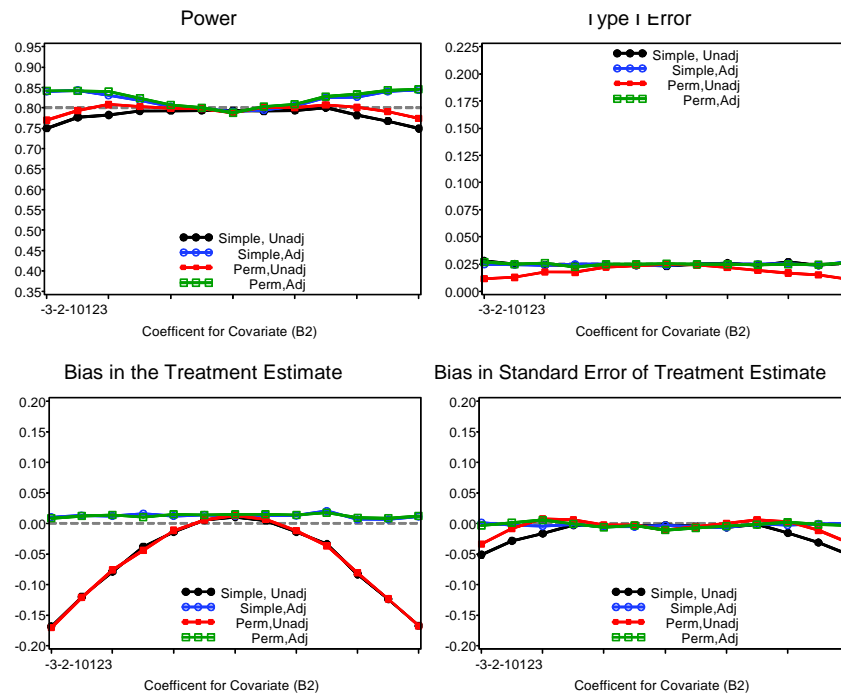 Power
Type I Error
0.95
0.90
0.85
0.80
0.75
0.70
0.65
0.60
0.55
0.50
0.45
0.40
0.35
Simple, Unadj
Simple,Adj
Perm,Unadj
Perm,Adj
-3-2-10123
Coefficent for Covariate (B2)
0.225
0.200
0.175
0.150
0.125
0.100
0.075
0.050
0.025
0.000
Simple, Unadj
Simple,Adj
Perm,Unadj
Perm,Adj
-3-2-10123
Coefficent for Covariate (B2)
Bias in the Treatment Estimate
Bias in Standard Error of Treatment Estimate
0.20
0.15
0.10
0.05
0.00
-0.05
-0.10
-0.15
-0.20
Simple, Unadj
Simple,Adj
Perm,Unadj
Perm,Adj
-3-2-10123
Coefficent for Covariate (B2)
0.20
0.15
0.10
0.05
0.00
-0.05
-0.10
-0.15
-0.20
Simple, Unadj
Simple,Adj
Perm,Unadj
Perm,Adj
-3-2-10123
Coefficent for Covariate (B2)